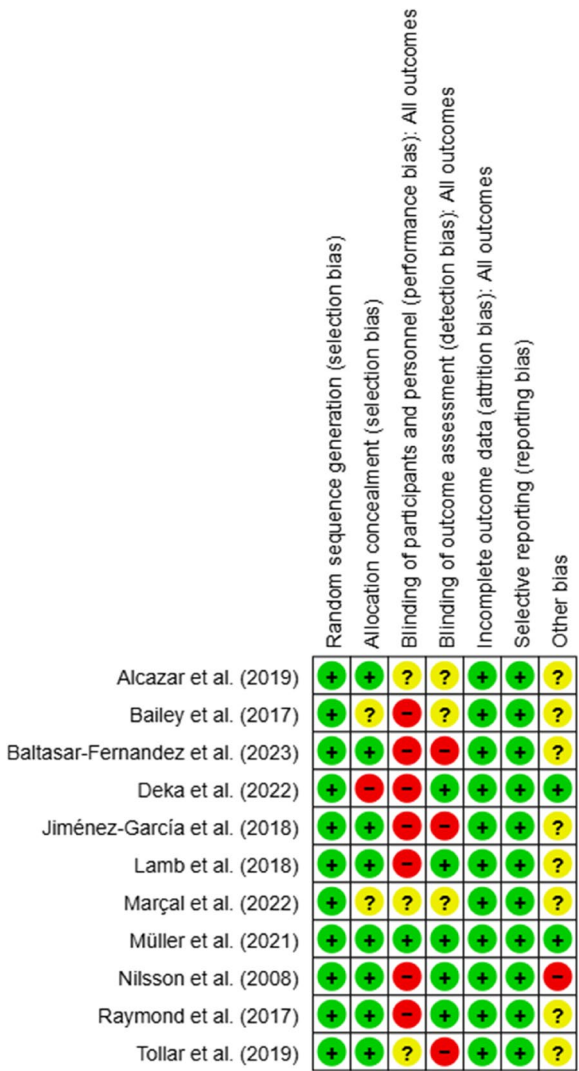 Random sequence generation (selection bias)
Allocation concealment (selection bias)
Blinding of participants and personnel (performance bias): All outcomes
Blinding of outcome assessment (detection bias): All outcomes
Incomplete outcome data (attrition bias): All outcomes
Selective reporting (reporting bias)
Other bias
Alcazar et al. (2019) + + ? ? + + ?
Bailey et al. (2017) + ? - ? + + ?
Baltasar-Fernandez et al. (2023) + + - - + + ?
Deka et al. (2022) + - - + + + +
Jiménez-García et al. (2018) + + - - + + ?
Lamb et al. (2018) + + - + + + ?
Marçal et al. (2022) + ? ? ? + + ?
Müller et al. (2021) + + + + + + +
Nilsson et al. (2008) + + - + + + -
Raymond et al. (2017) + + - + + + ?
Tollar et al. (2019) + + ? - + + ?